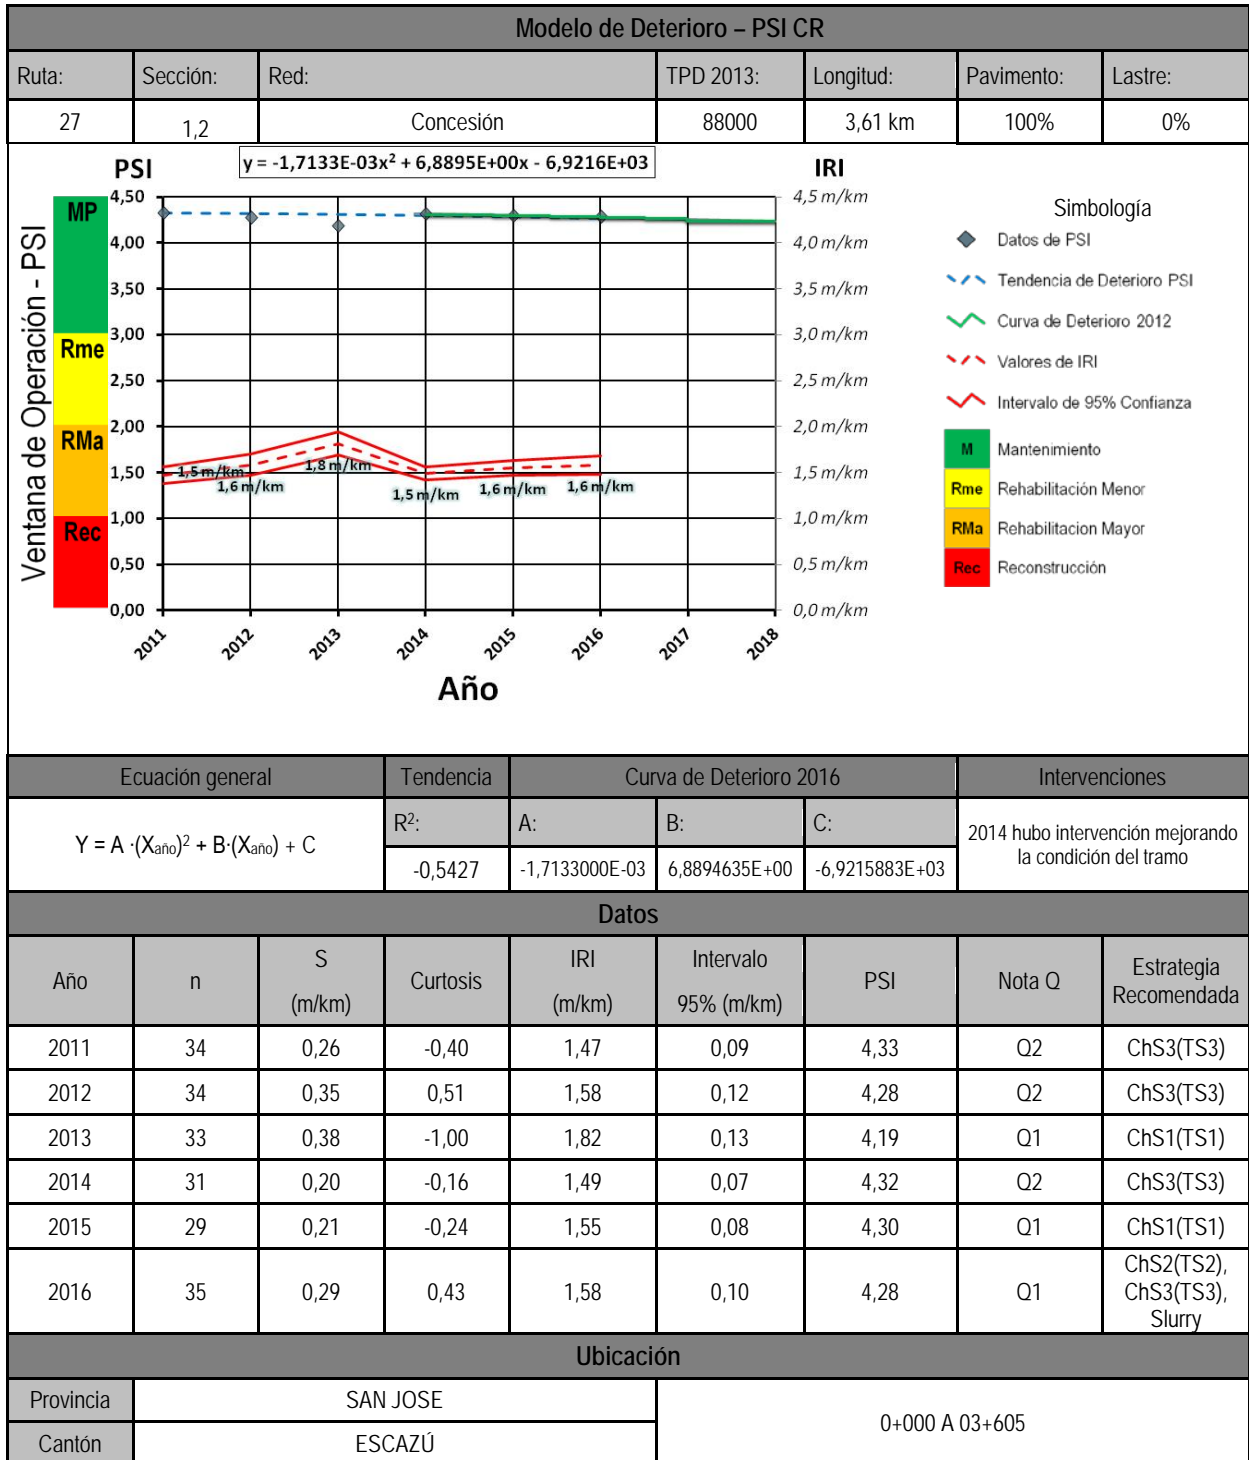 Modelo de Deterioro – PSI CR
Ruta: Sección: Red: TPD 2013: Longitud: Pavimento: Lastre:
27 1,2 Concesión 88000 3,61 km 100% 0%
PSI y = -1,7133E-03x² + 6,8895E+00x - 6,9216E+03 IRI
Ventana de Operación - PSI
MP
Rme
RMa
Rec
4,50
4,00
3,50
3,00
2,50
2,00
1,50
1,00
0,50
0,00
1,5 m/km
1,6 m/km
1,8 m/km
1,5 m/km
1,6 m/km
1,6 m/km
4,5 m/km
4,0 m/km
3,5 m/km
3,0 m/km
2,5 m/km
2,0 m/km
1,5 m/km
1,0 m/km
0,5 m/km
0,0 m/km
2011 2012 2013 2014 2015 2016 2017 2018
Año
Simbología
Datos de PSI
Tendencia de Deterioro PSI
Curva de Deterioro 2012
Valores de IRI
Intervalo de 95% Confianza
M Mantenimiento
Rme Rehabilitación Menor
RMa Rehabilitacion Mayor
Rec Reconstrucción
Ecuación general Tendencia Curva de Deterioro 2016 Intervenciones
Y = A ·(Xaño)² + B·(Xaño) + C
R²: A: B: C:
-0,5427 -1,7133000E-03 6,8894635E+00 -6,9215883E+03
2014 hubo intervención mejorando
la condición del tramo
Datos
Año n S (m/km) Curtosis IRI (m/km) Intervalo 95% (m/km) PSI Nota Q Estrategia Recomendada
2011 34 0,26 -0,40 1,47 0,09 4,33 Q2 ChS3(TS3)
2012 34 0,35 0,51 1,58 0,12 4,28 Q2 ChS3(TS3)
2013 33 0,38 -1,00 1,82 0,13 4,19 Q1 ChS1(TS1)
2014 31 0,20 -0,16 1,49 0,07 4,32 Q2 ChS3(TS3)
2015 29 0,21 -0,24 1,55 0,08 4,30 Q1 ChS1(TS1)
2016 35 0,29 0,43 1,58 0,10 4,28 Q1 ChS2(TS2), ChS3(TS3), Slurry
Ubicación
Provincia SAN JOSE
Cantón ESCAZÚ
0+000 A 03+605